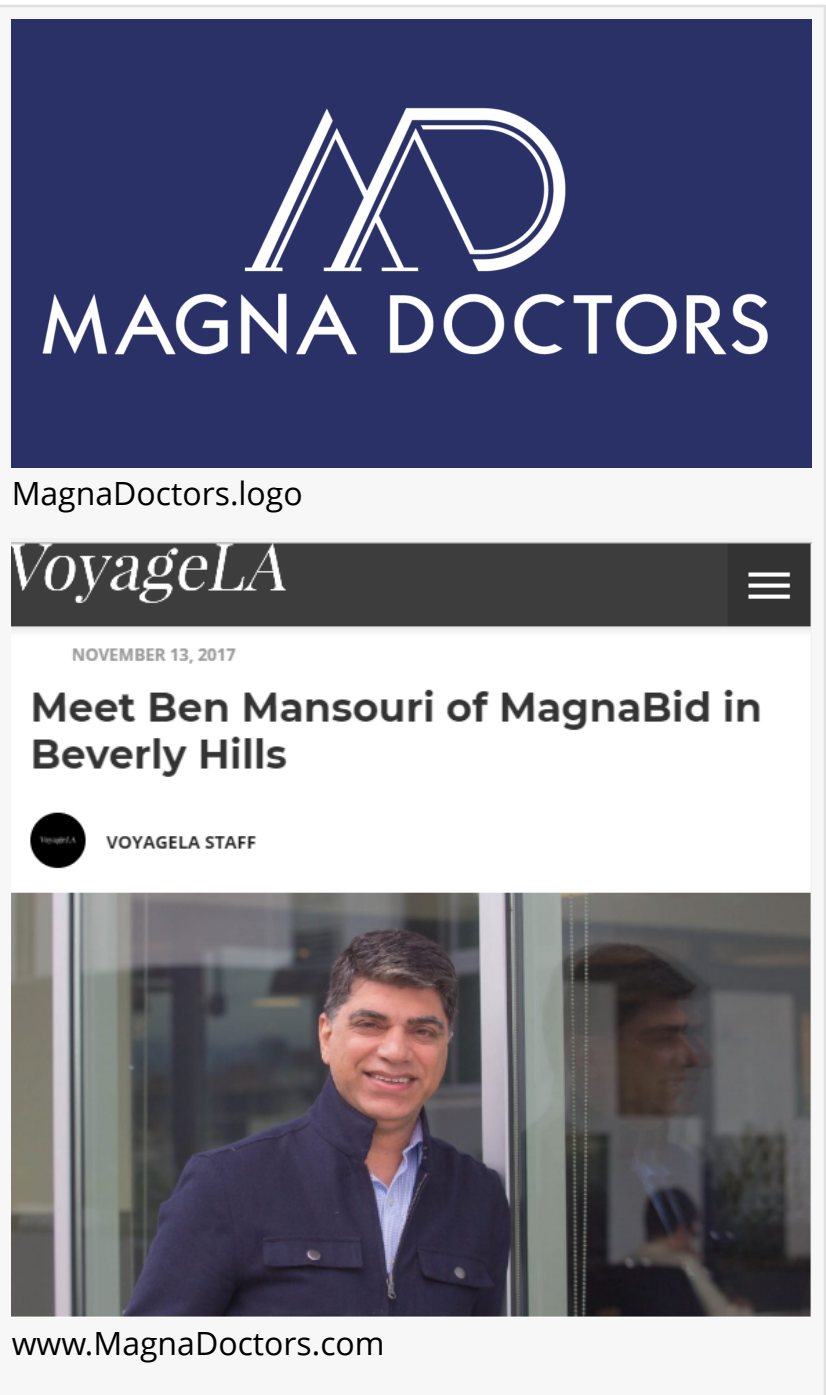 MAGNA DOCTORS
MagnaDoctors.logo
VoyageLA
NOVEMBER 13, 2017
Meet Ben Mansouri of MagnaBid in
Beverly Hills
VoyageLA
VOYAGELA STAFF
www.MagnaDoctors.com